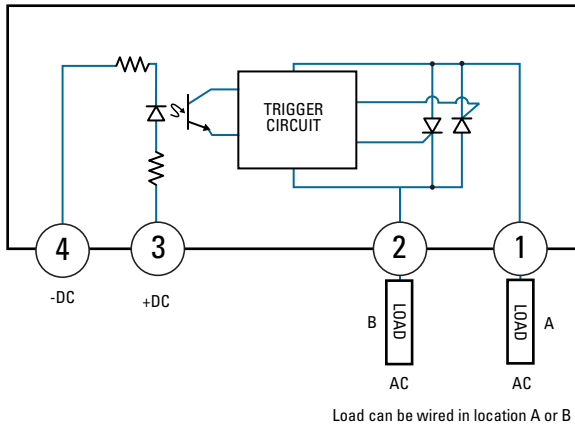 TRIGGER
CIRCUIT
4
3
2
1
-DC
+DC
B
LOAD
LOAD
A
AC
AC
Load can be wired in location A or B